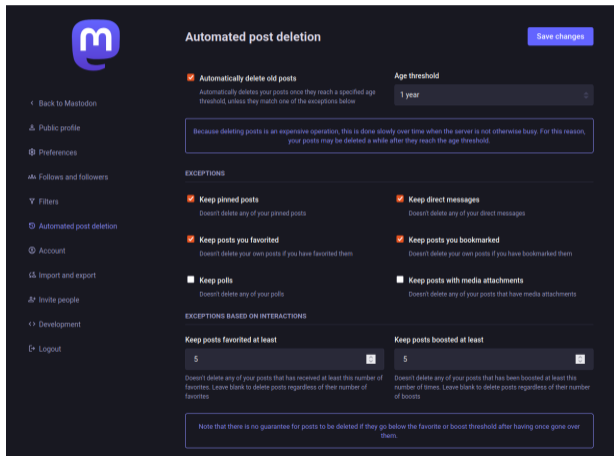 Automated post deletion
Save changes
Back to Mastodon
Public profile
Preferences
Follows and followers
Filters
Automated post deletion
Account
Import and export
Invite people
Development
Logout
Automatically delete old posts
Automatically deletes your posts once they reach a specified age
threshold, unless they match one of the exceptions below
Age threshold
1 year
Because deleting posts is an expensive operation, this is done slowly over time when the server is not otherwise busy. For this reason,
your posts may be deleted a while after they reach the age threshold.
EXCEPTIONS
Keep pinned posts
Doesn't delete any of your pinned posts
Keep direct messages
Doesn't delete any of your direct messages
Keep posts you favorited
Doesn't delete your own posts if you have favorited them
Keep posts you bookmarked
Doesn't delete your own posts if you have bookmarked them
Keep polls
Doesn't delete any of your polls
Keep posts with media attachments
Doesn't delete any of your posts that have media attachments
EXCEPTIONS BASED ON INTERACTIONS
Keep posts favorited at least
5
Doesn't delete any of your posts that has received at least this number of
favorites. Leave blank to delete posts regardless of their number of
favorites
Keep posts boosted at least
5
Doesn't delete any of your posts that has been boosted at least this
number of times. Leave blank to delete posts regardless of their number
of boosts
Note that there is no guarantee for posts to be deleted if they go below the favorite or boost threshold after having once gone over
them.